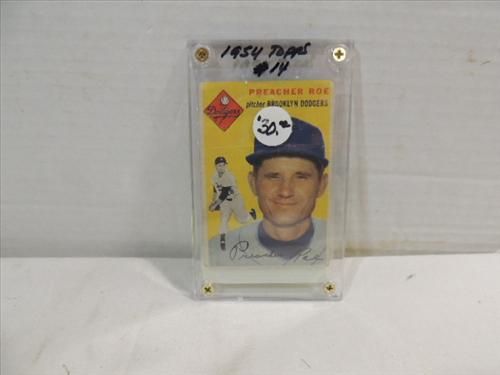 1954 TOPPS
#14
PREACHER ROE
pitcher BROOKLYN DODGERS
Dodgers
$30.00
Preacher Roe